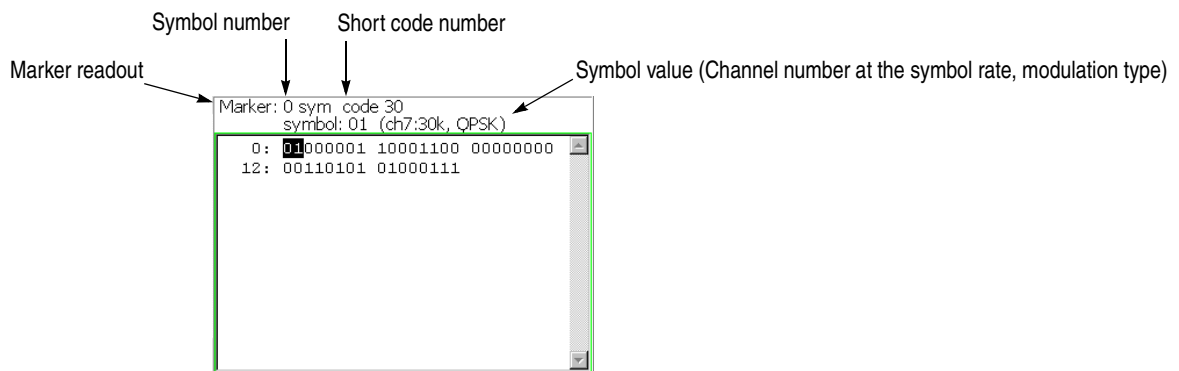 Symbol number
Short code number
Marker readout
Symbol value (Channel number at the symbol rate, modulation type)
Marker: 0 sym code 30
symbol: 01 (ch7:30k, QPSK)
0: 01000001 10001100 00000000
12: 00110101 01000111